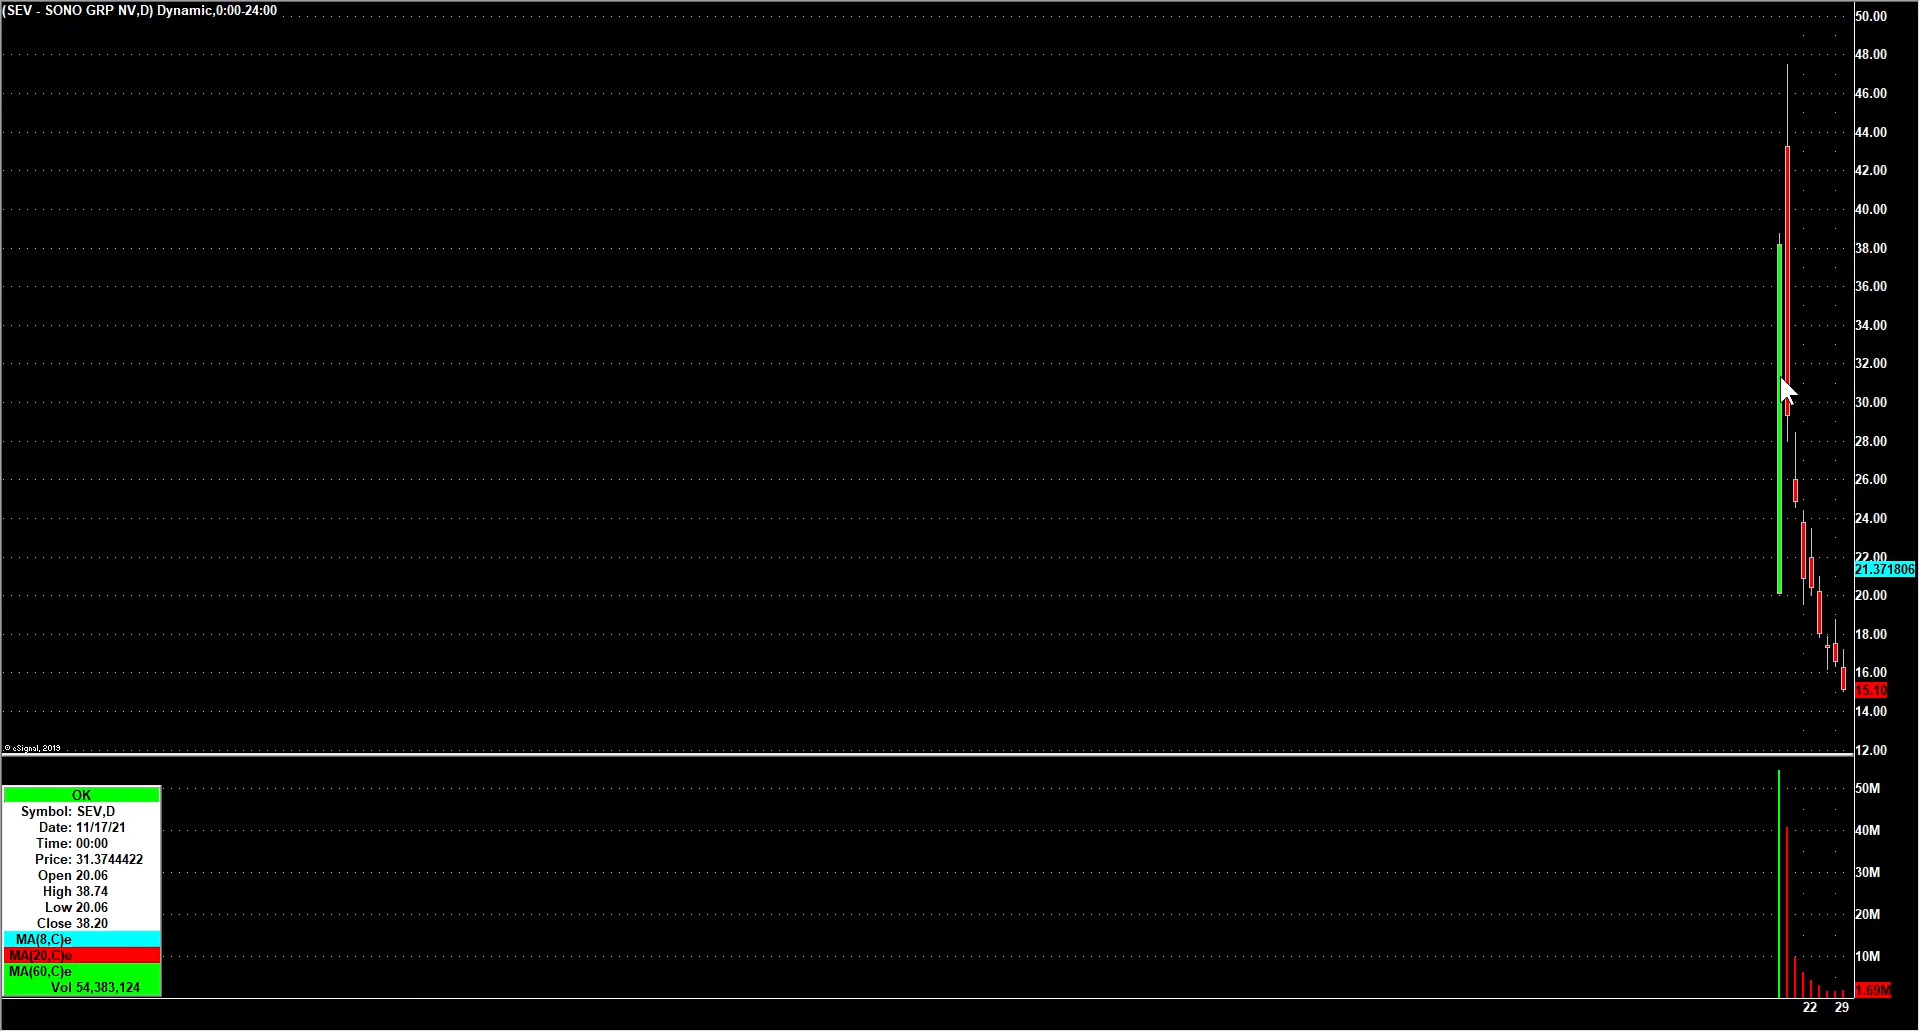 (SEV - SONO GRP NV,D) Dynamic,0:00-24:00
50.00
48.00
46.00
44.00
42.00
40.00
38.00
36.00
34.00
32.00
30.00
28.00
26.00
24.00
22.00
21.371806
20.00
18.00
16.00
15.10
14.00
12.00
© eSignal, 2019
50M
40M
30M
20M
10M
1.69M
22 29
OK
Symbol: SEV,D
Date: 11/17/21
Time: 00:00
Price: 31.3744422
Open 20.06
High 38.74
Low 20.06
Close 38.20
MA(8,C)e
MA(20,C)e
MA(60,C)e
Vol 54,383,124